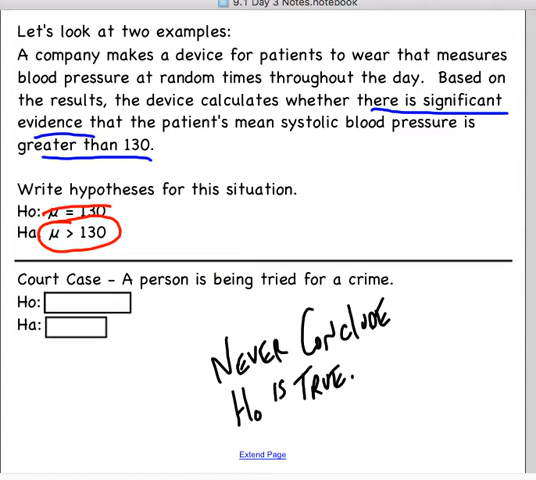 9.1 Day 3 Notes.notebook
Let's look at two examples:
A company makes a device for patients to wear that measures
blood pressure at random times throughout the day.  Based on
the results, the device calculates whether there is significant
evidence that the patient's mean systolic blood pressure is
greater than 130.
Write hypotheses for this situation.
Ho: μ = 130
Ha μ > 130
Court Case - A person is being tried for a crime.
Ho:
Ha:
NEVER CONCLUDE
Ho IS TRUE.
Extend Page